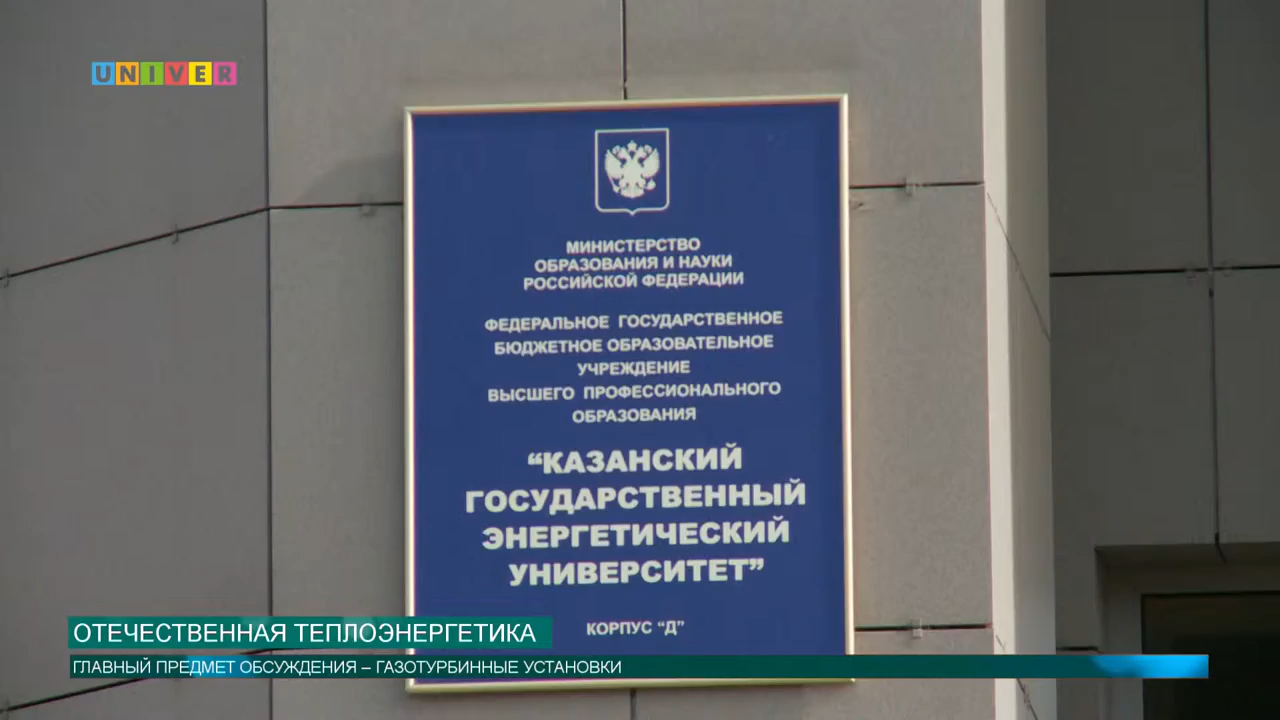 UNIVER
МИНИСТЕРСТВО
ОБРАЗОВАНИЯ И НАУКИ
РОССИЙСКОЙ ФЕДЕРАЦИИ
ФЕДЕРАЛЬНОЕ ГОСУДАРСТВЕННОЕ
БЮДЖЕТНОЕ ОБРАЗОВАТЕЛЬНОЕ
УЧРЕЖДЕНИЕ
ВЫСШЕГО ПРОФЕССИОНАЛЬНОГО
ОБРАЗОВАНИЯ
“КАЗАНСКИЙ
ГОСУДАРСТВЕННЫЙ
ЭНЕРГЕТИЧЕСКИЙ
УНИВЕРСИТЕТ”
КОРПУС “Д”
ОТЕЧЕСТВЕННАЯ ТЕПЛОЭНЕРГЕТИКА
ГЛАВНЫЙ ПРЕДМЕТ ОБСУЖДЕНИЯ – ГАЗОТУРБИННЫЕ УСТАНОВКИ